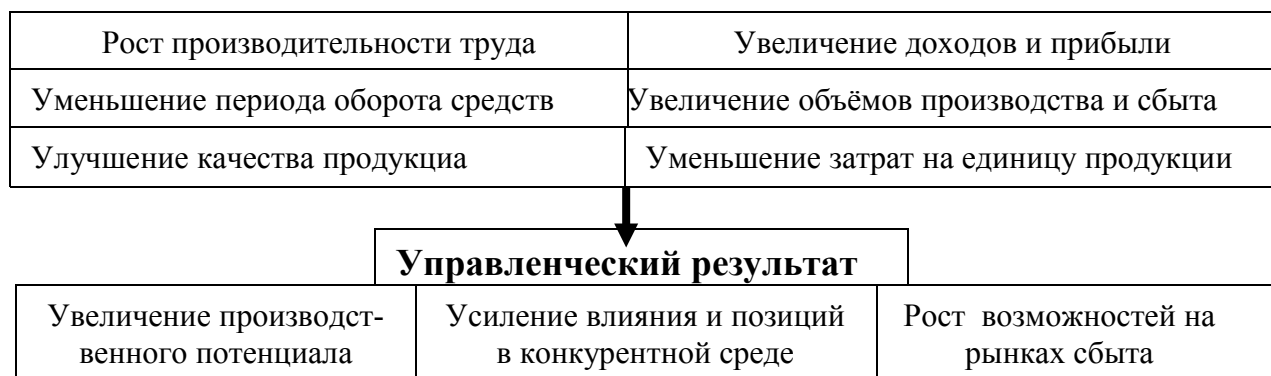 Рост производительности труда
Увеличение доходов и прибыли
Уменьшение периода оборота средств
Увеличение объёмов производства и сбыта
Улучшение качества продукциа
Уменьшение затрат на единицу продукции
Управленческий результат
Увеличение производст-
венного потенциала
Усиление влияния и позиций
в конкурентной среде
Рост возможностей на
рынках сбыта